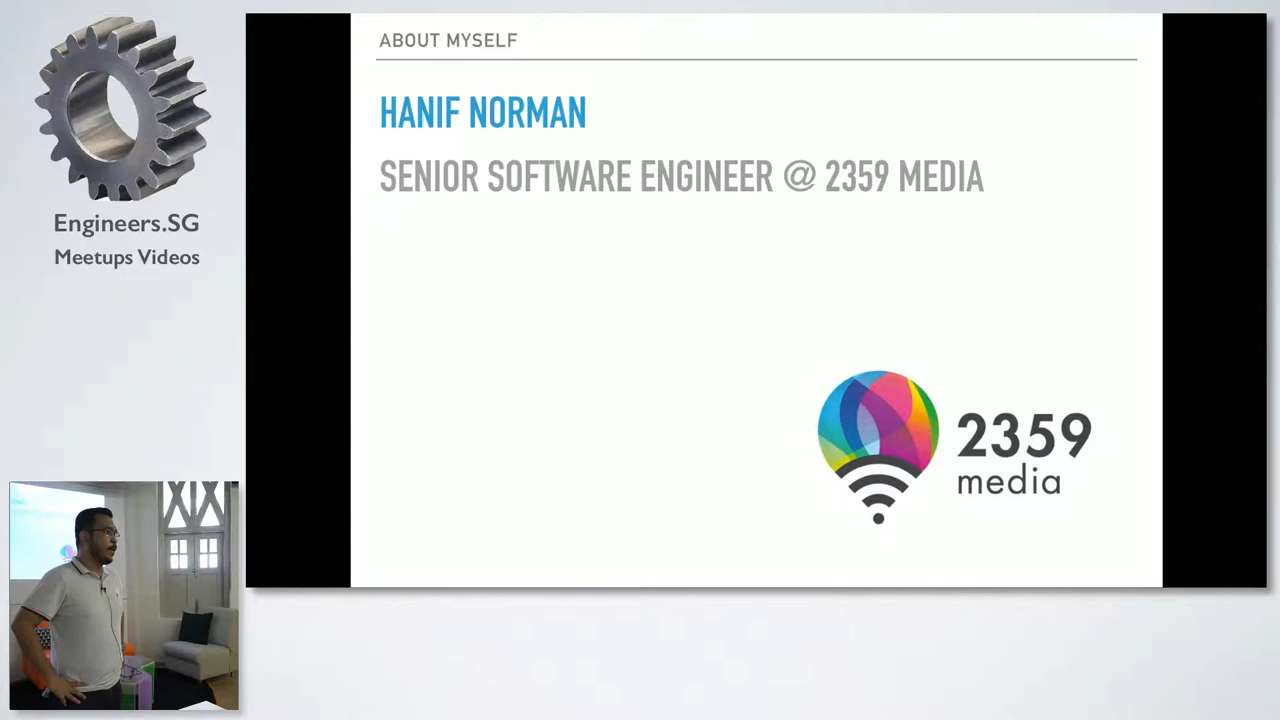 Engineers.SG
Meetups Videos
ABOUT MYSELF
HANIF NORMAN
SENIOR SOFTWARE ENGINEER @ 2359 MEDIA
2359
media